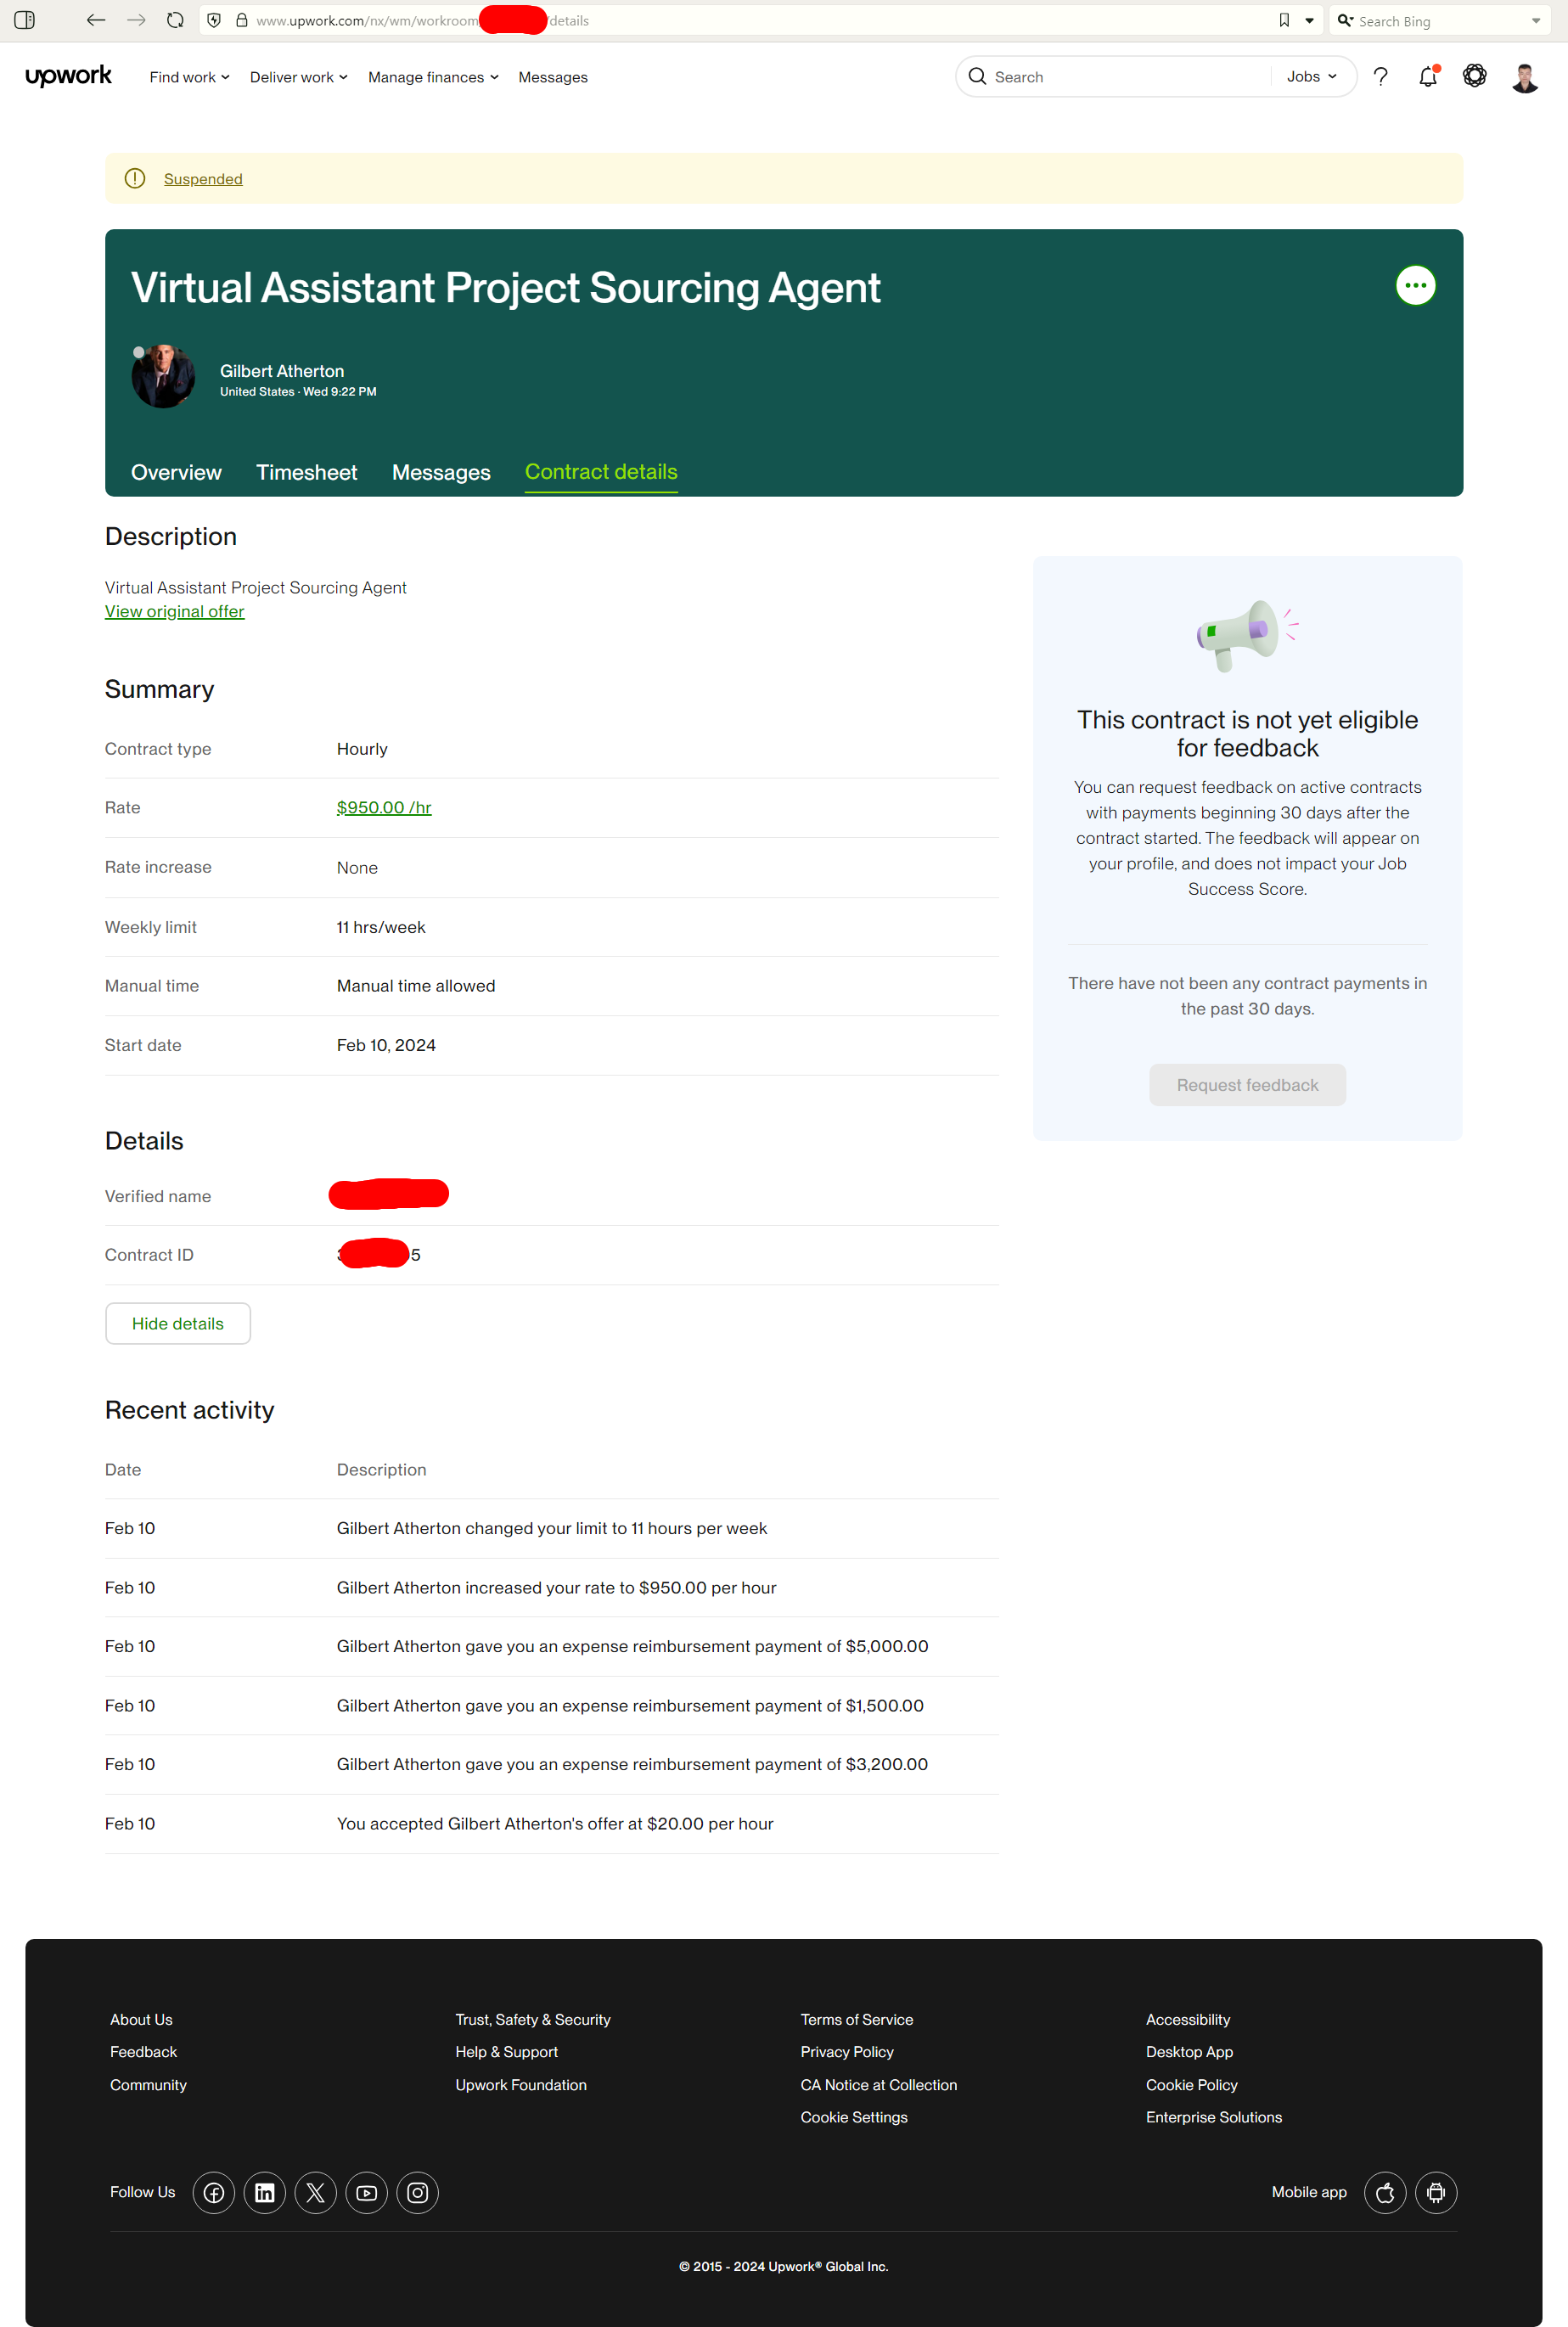 www.upwork.com/nx/wm/workroom /details
Search Bing
upwork
Find work
Deliver work
Manage finances
Messages
Search
Jobs
Suspended
Virtual Assistant Project Sourcing Agent
Gilbert Atherton
United States - Wed 9:22 PM
Overview
Timesheet
Messages
Contract details
Description
Virtual Assistant Project Sourcing Agent
View original offer
Summary
Contract type Hourly
Rate $950.00 /hr
Rate increase None
Weekly limit 11 hrs/week
Manual time Manual time allowed
Start date Feb 10, 2024
This contract is not yet eligible
for feedback
You can request feedback on active contracts
with payments beginning 30 days after the
contract started. The feedback will appear on
your profile, and does not impact your Job
Success Score.
There have not been any contract payments in
the past 30 days.
Request feedback
Details
Verified name
Contract ID 5
Hide details
Recent activity
Date Description
Feb 10 Gilbert Atherton changed your limit to 11 hours per week
Feb 10 Gilbert Atherton increased your rate to $950.00 per hour
Feb 10 Gilbert Atherton gave you an expense reimbursement payment of $5,000.00
Feb 10 Gilbert Atherton gave you an expense reimbursement payment of $1,500.00
Feb 10 Gilbert Atherton gave you an expense reimbursement payment of $3,200.00
Feb 10 You accepted Gilbert Atherton's offer at $20.00 per hour
About Us
Feedback
Community
Trust, Safety & Security
Help & Support
Upwork Foundation
Terms of Service
Privacy Policy
CA Notice at Collection
Cookie Settings
Accessibility
Desktop App
Cookie Policy
Enterprise Solutions
Follow Us
Mobile app
© 2015 - 2024 Upwork® Global Inc.